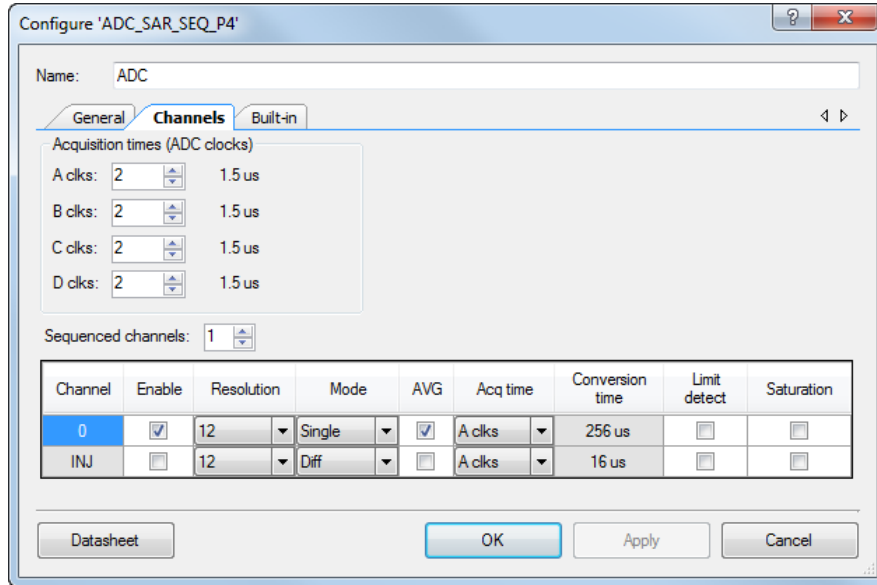 Configure 'ADC_SAR_SEQ_P4'
?
Name: ADC
General Channels Built-in
Acquisition times (ADC clocks)
A clks: 2 1.5 us
B clks: 2 1.5 us
C clks: 2 1.5 us
D clks: 2 1.5 us
Sequenced channels: 1
Channel Enable Resolution Mode AVG Acq time Conversion time Limit detect Saturation
0 12 Single A clks 256 us
INJ 12 Diff A clks 16 us
Datasheet OK Apply Cancel